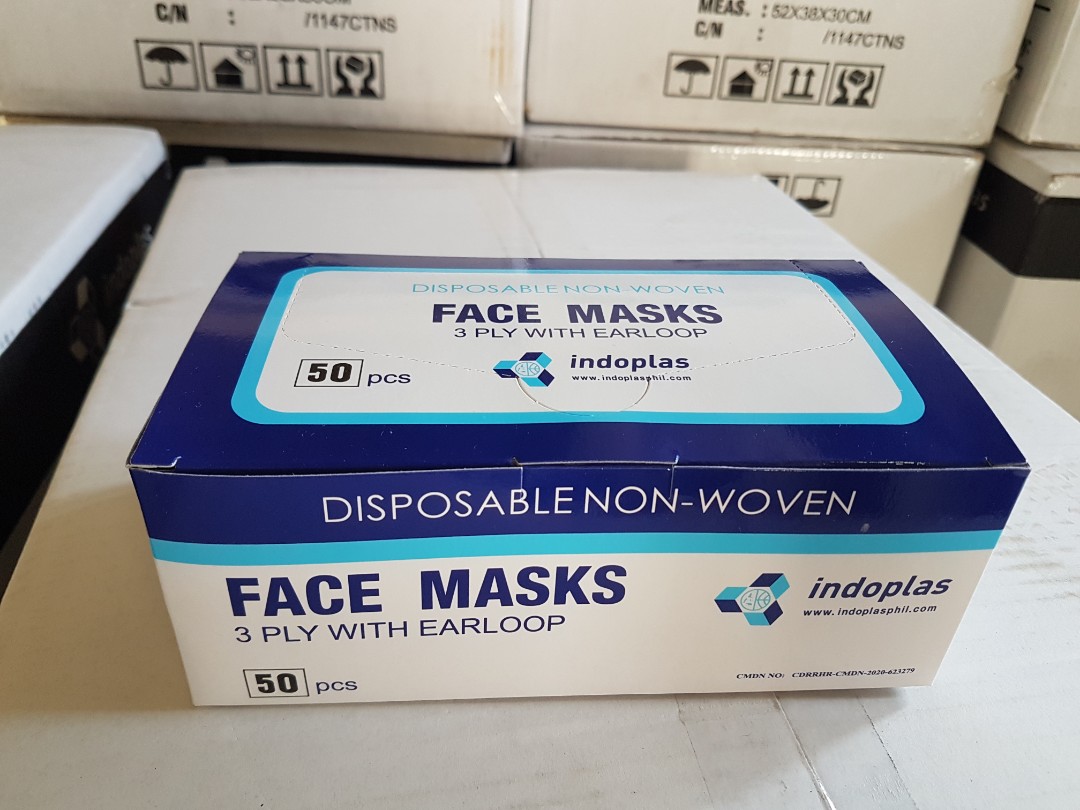 C/N : /1147CTNS
MEAS. : 52X38X30CM
C/N : /1147CTNS
DISPOSABLE NON-WOVEN
FACE MASKS
3 PLY WITH EARLOOP
50 pcs
indoplas
www.indoplasphil.com
DISPOSABLE NON-WOVEN
FACE MASKS
3 PLY WITH EARLOOP
50 pcs
indoplas
www.indoplasphil.com
CMDN NO: CDRRHR-CMDN-2020-623279